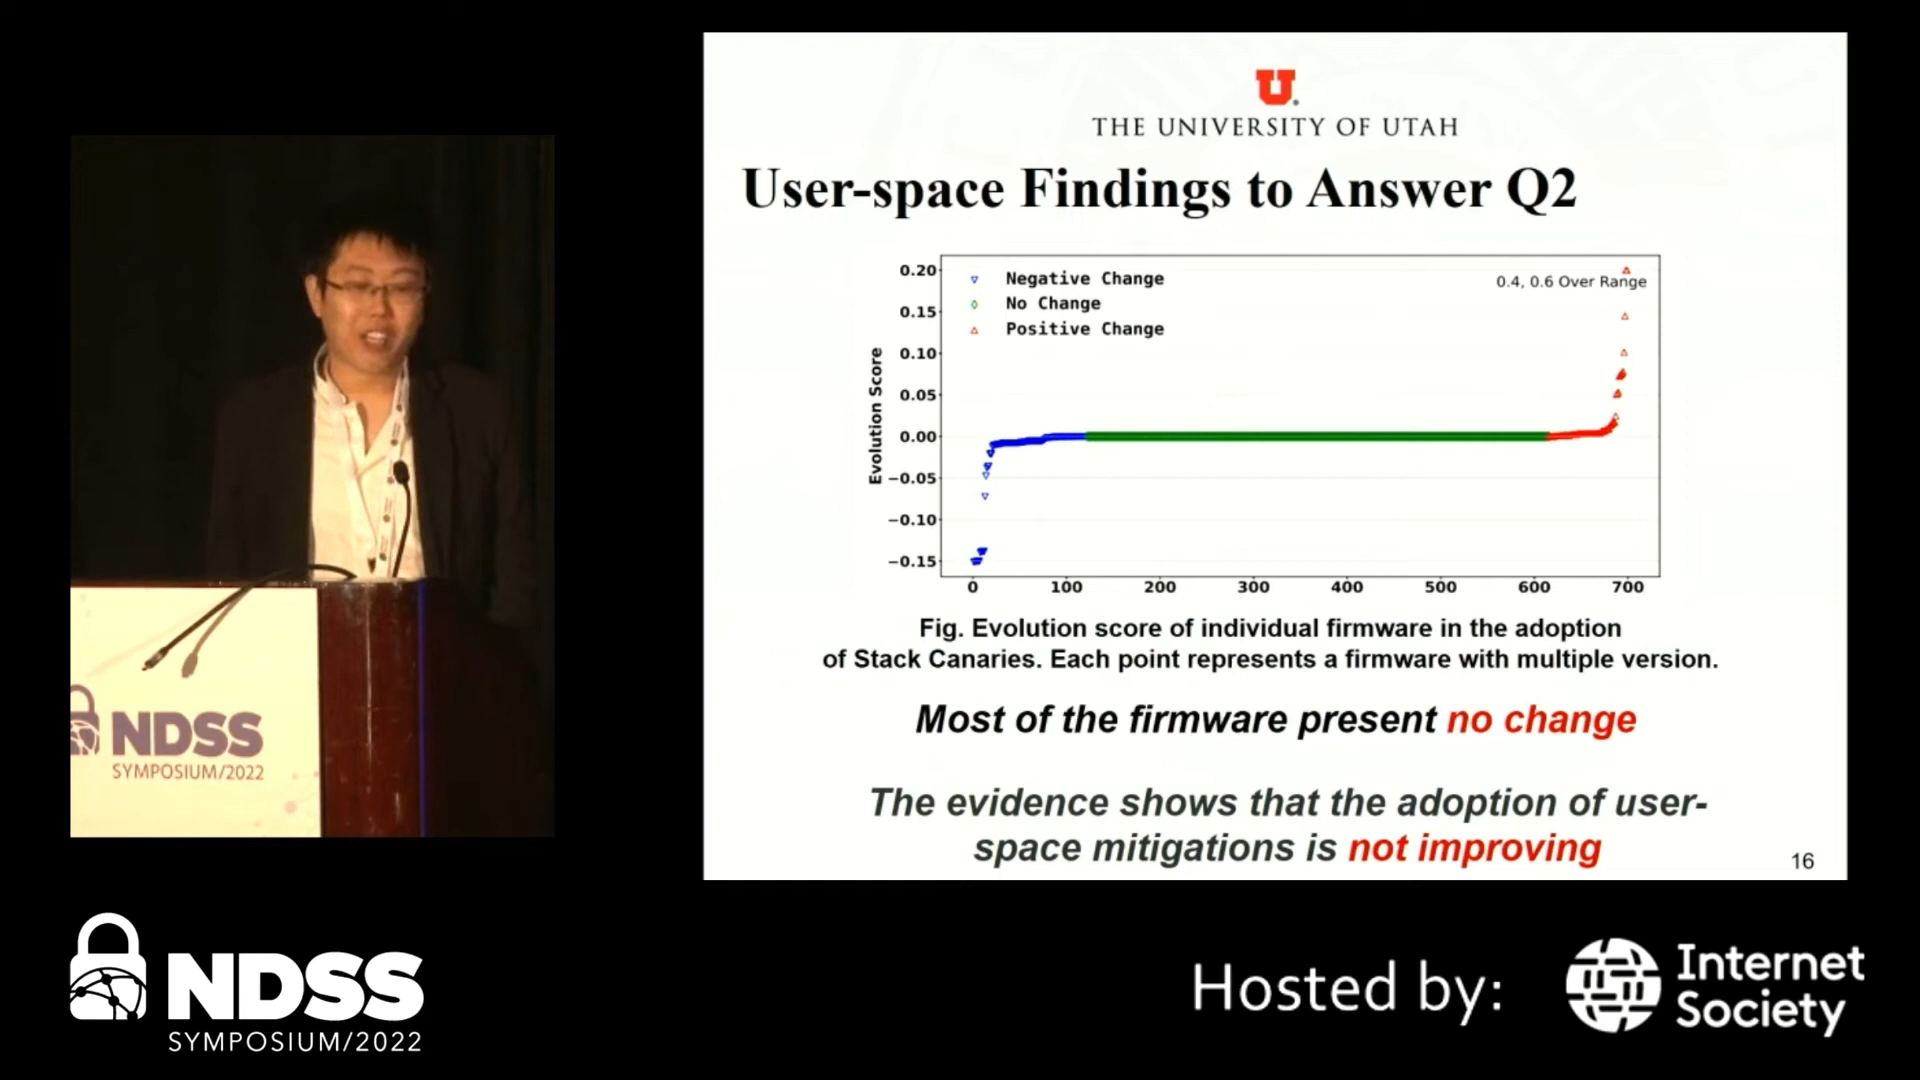 THE UNIVERSITY OF UTAH
User-space Findings to Answer Q2
0.20
0.15
0.10
0.05
0.00
−0.05
−0.10
−0.15
Evolution Score
Negative Change
No Change
Positive Change
0.4, 0.6 Over Range
0 100 200 300 400 500 600 700
Fig. Evolution score of individual firmware in the adoption
of Stack Canaries. Each point represents a firmware with multiple version.
Most of the firmware present no change
The evidence shows that the adoption of user-
space mitigations is not improving
16
NDSS
SYMPOSIUM/2022
NDSS
SYMPOSIUM/2022
Hosted by:
Internet
Society